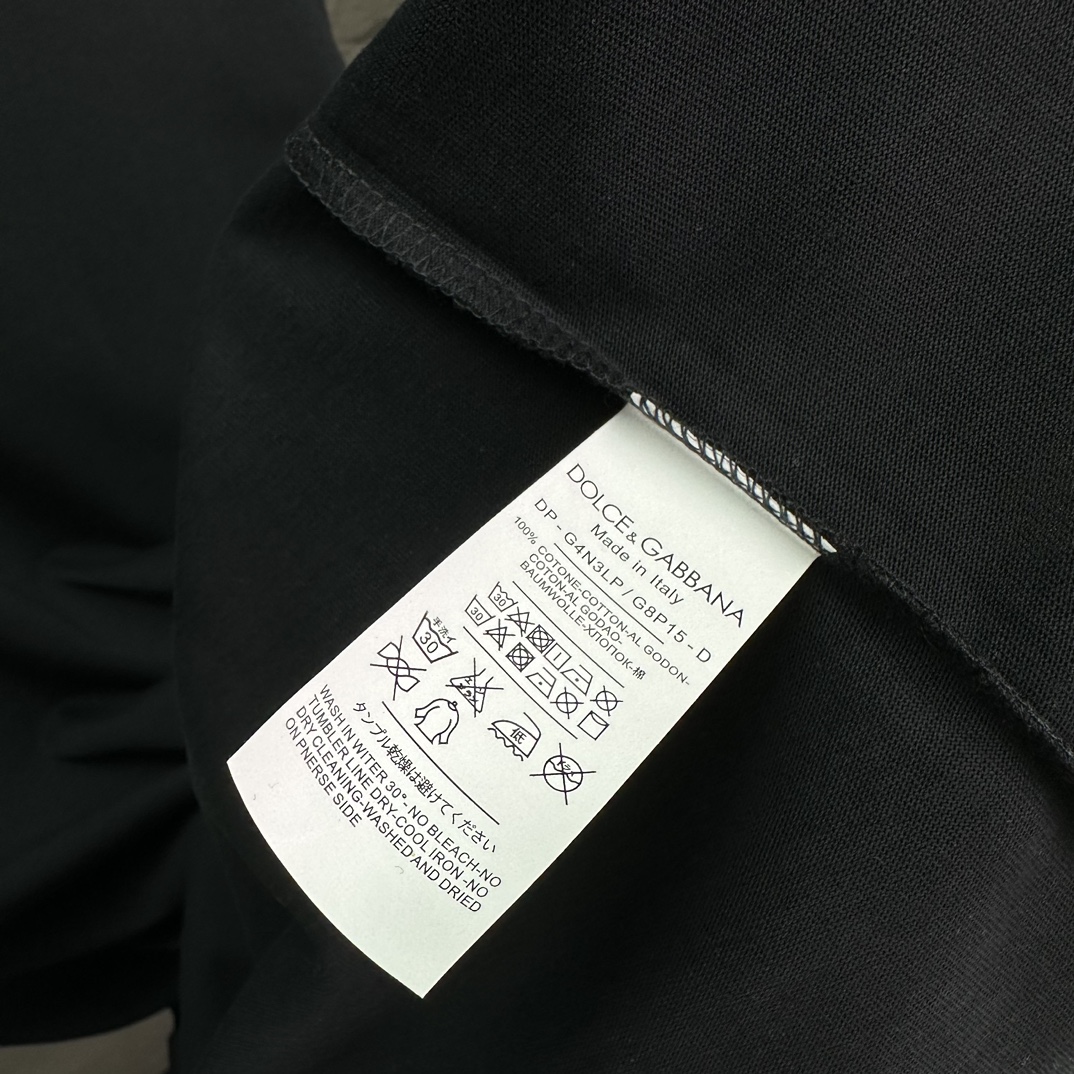 DOLCE & GABBANA
Made in Italy
DP - G4N3LP / G8P15 - D
100% COTONE-COTTON-AL GODON-
COTON-AL GODAO-
BAUMWOLLE-ХПОПОК-棉
30
30
手洗イ
30
低
WASH IN WITER 30°- NO BLEACH-NO
TUMBLER LINE DRY-COOL IRON -NO
DRY CLEANING-WASHED AND DRIED
ON PNERSE SIDE
タンブル乾燥は避けてください